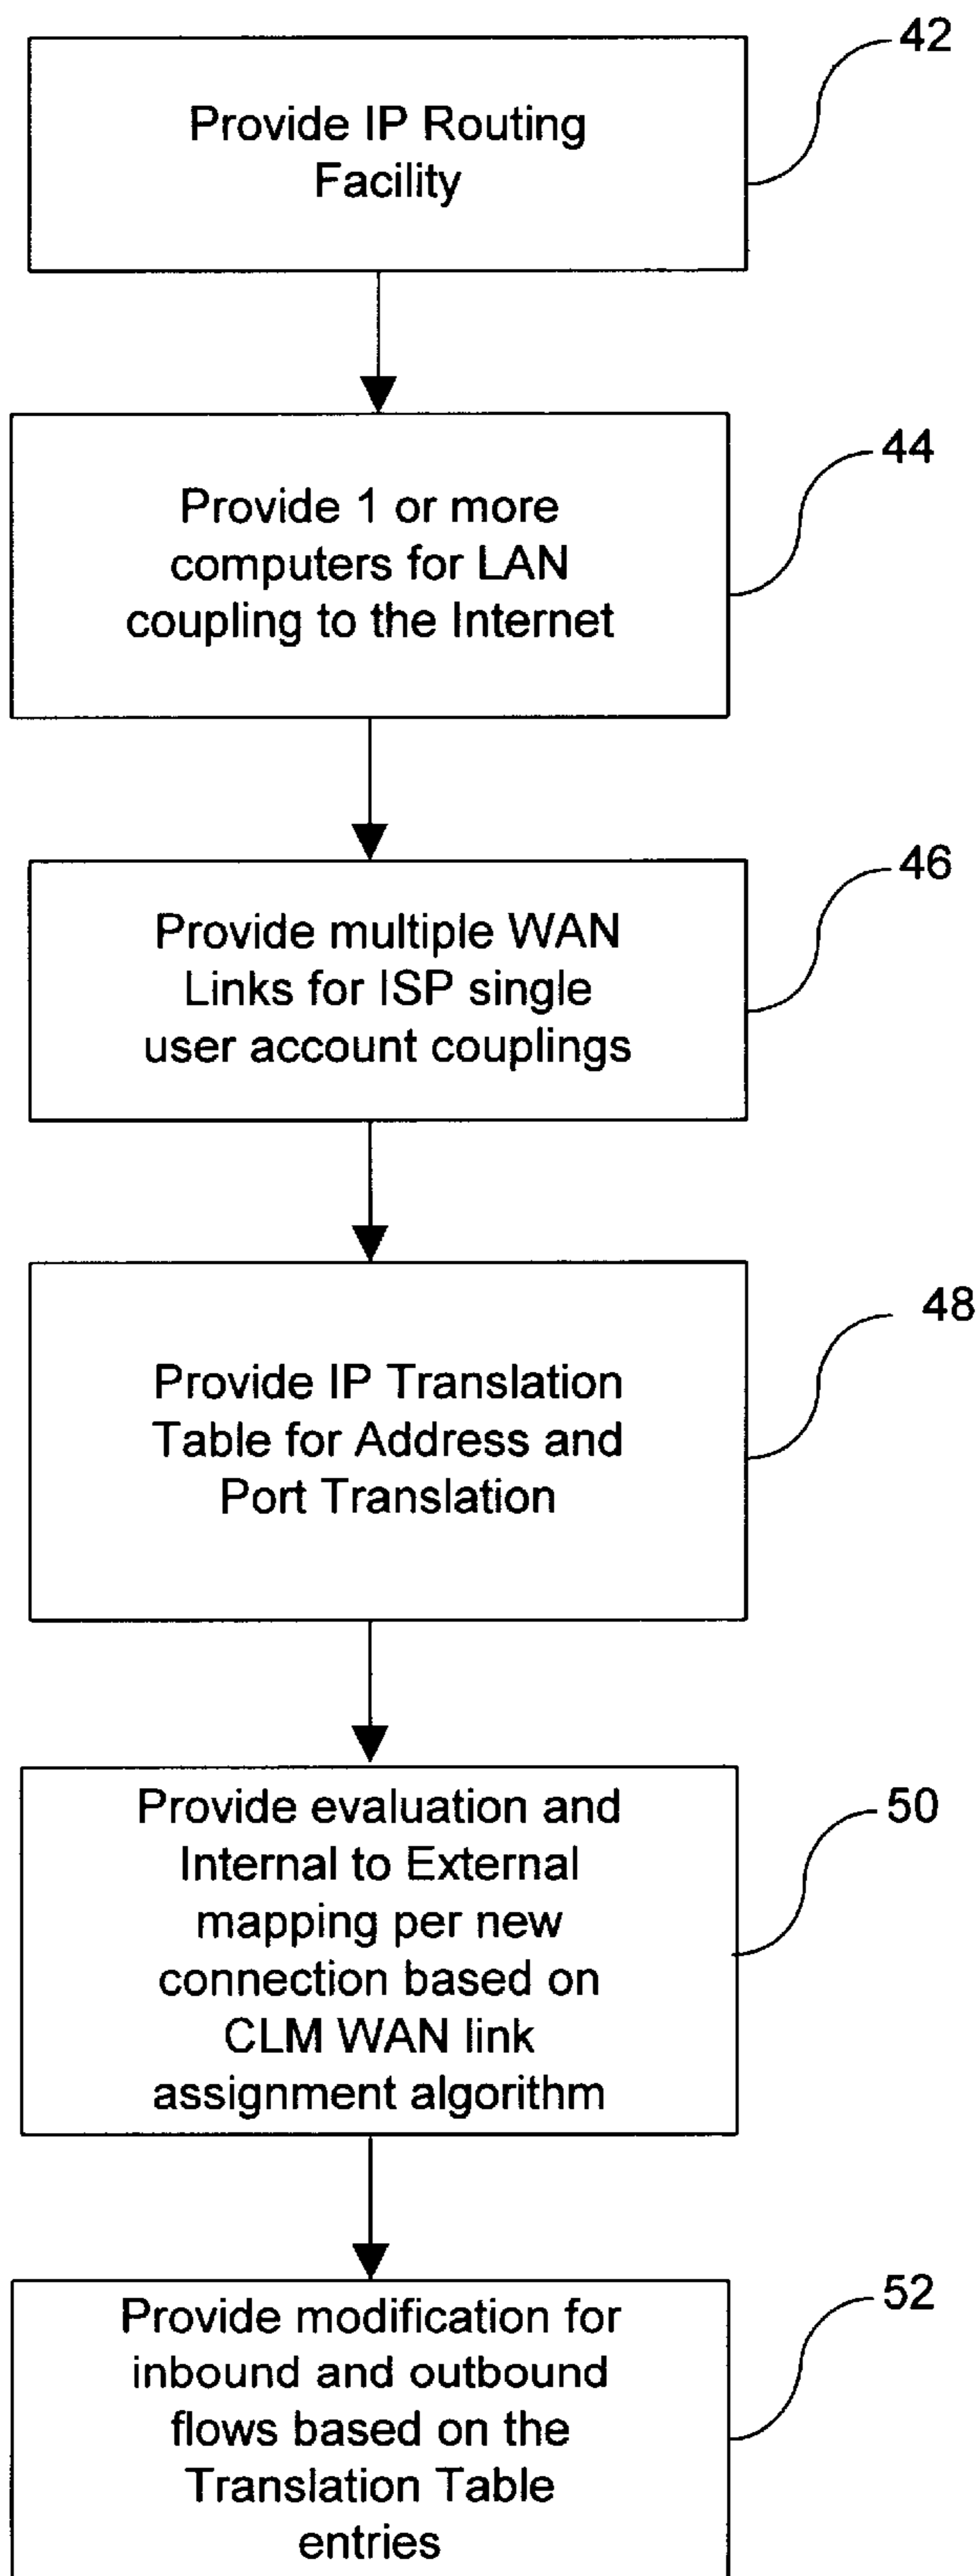 42
Provide IP Routing
Facility
44
Provide 1 or more
computers for LAN
coupling to the Internet
46
Provide multiple WAN
Links for ISP single
user account couplings
48
Provide IP Translation
Table for Address and
Port Translation
50
Provide evaluation and
Internal to External
mapping per new
connection based on
CLM WAN link
assignment algorithm
52
Provide modification for
inbound and outbound
flows based on the
Translation Table
entries